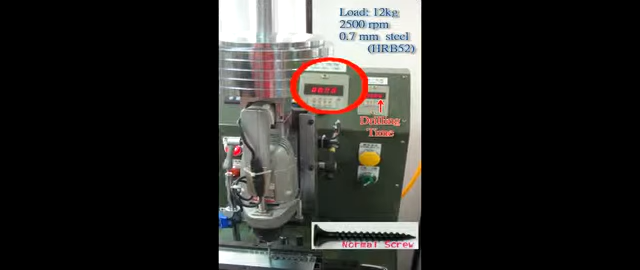 Load: 12kg
2500 rpm
0.7 mm steel
(HRB52)
Drilling
Time
Normal Screw